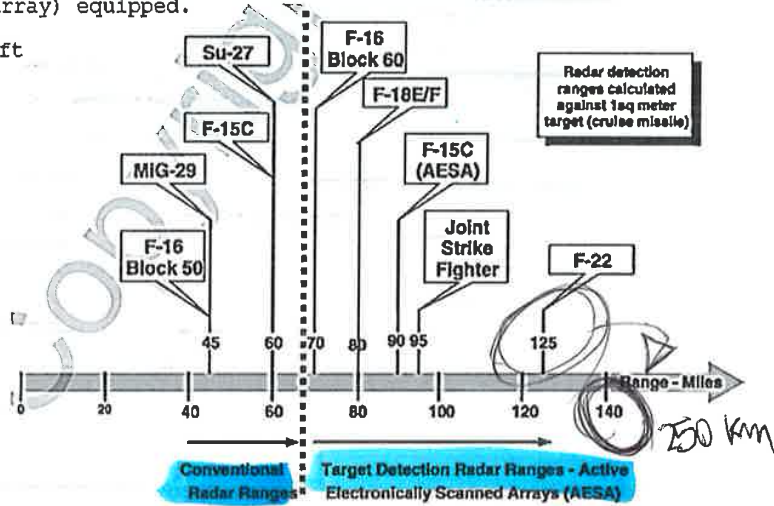 array) equipped.
ft
Su-27
F-16
Block 60
F-18E/F
Radar detection
ranges calculated
against 1sq meter
target (cruise missile)
F-15C
MiG-29
F-15C
(AESA)
F-16
Block 50
Joint
Strike
Fighter
F-22
45
60
70
80
90
95
125
0
20
40
60
80
100
120
140
Range - Miles
250 km
Conventional
Radar Ranges
Target Detection Radar Ranges - Active
Electronically Scanned Arrays (AESA)